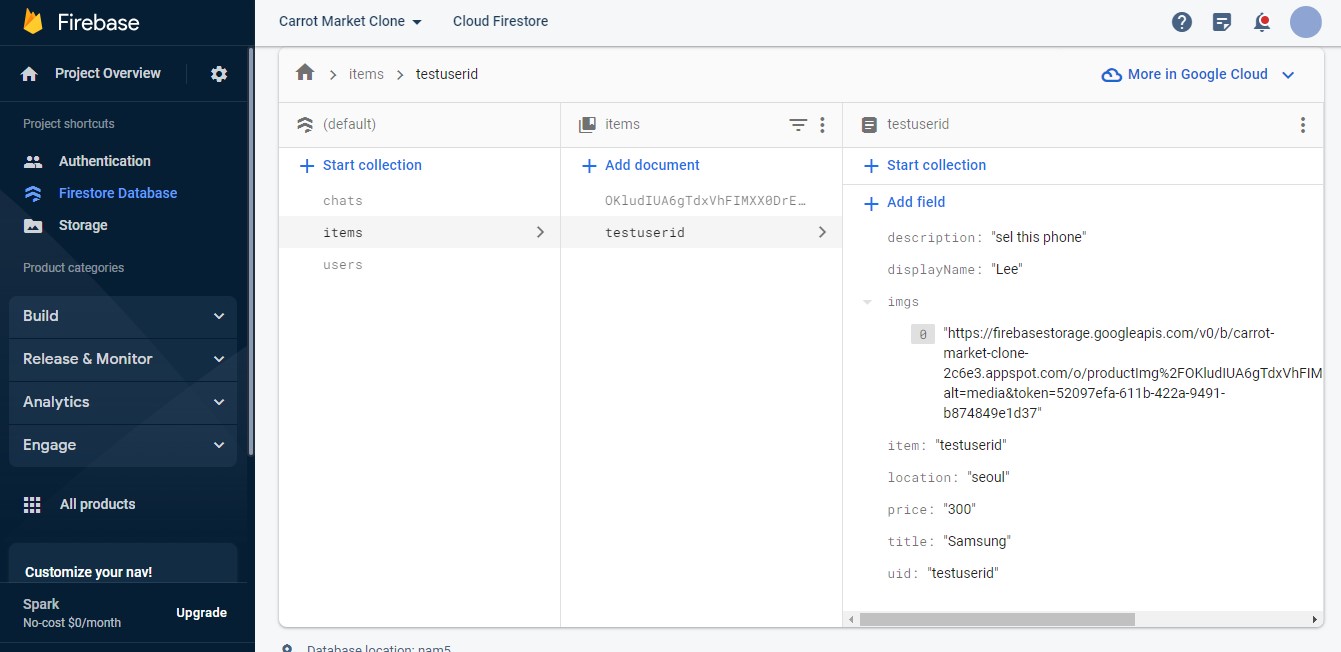 Firebase
Carrot Market Clone
Cloud Firestore
Project Overview
Project shortcuts
Authentication
Firestore Database
Storage
Product categories
Build
Release & Monitor
Analytics
Engage
All products
Customize your nav!
Spark
No-cost $0/month
Upgrade
items
testuserid
More in Google Cloud
(default)
Start collection
chats
items
users
items
Add document
OKludIUA6gTdxVhFIMXX0DrE…
testuserid
testuserid
Start collection
Add field
description: "sel this phone"
displayName: "Lee"
imgs
0 "https://firebasestorage.googleapis.com/v0/b/carrot-
market-clone-
2c6e3.appspot.com/o/productImg%2FOKludIUA6gTdxVhFIM
alt=media&token=52097efa-611b-422a-9491-
b874849e1d37"
item: "testuserid"
location: "seoul"
price: "300"
title: "Samsung"
uid: "testuserid"
Database location: nam5